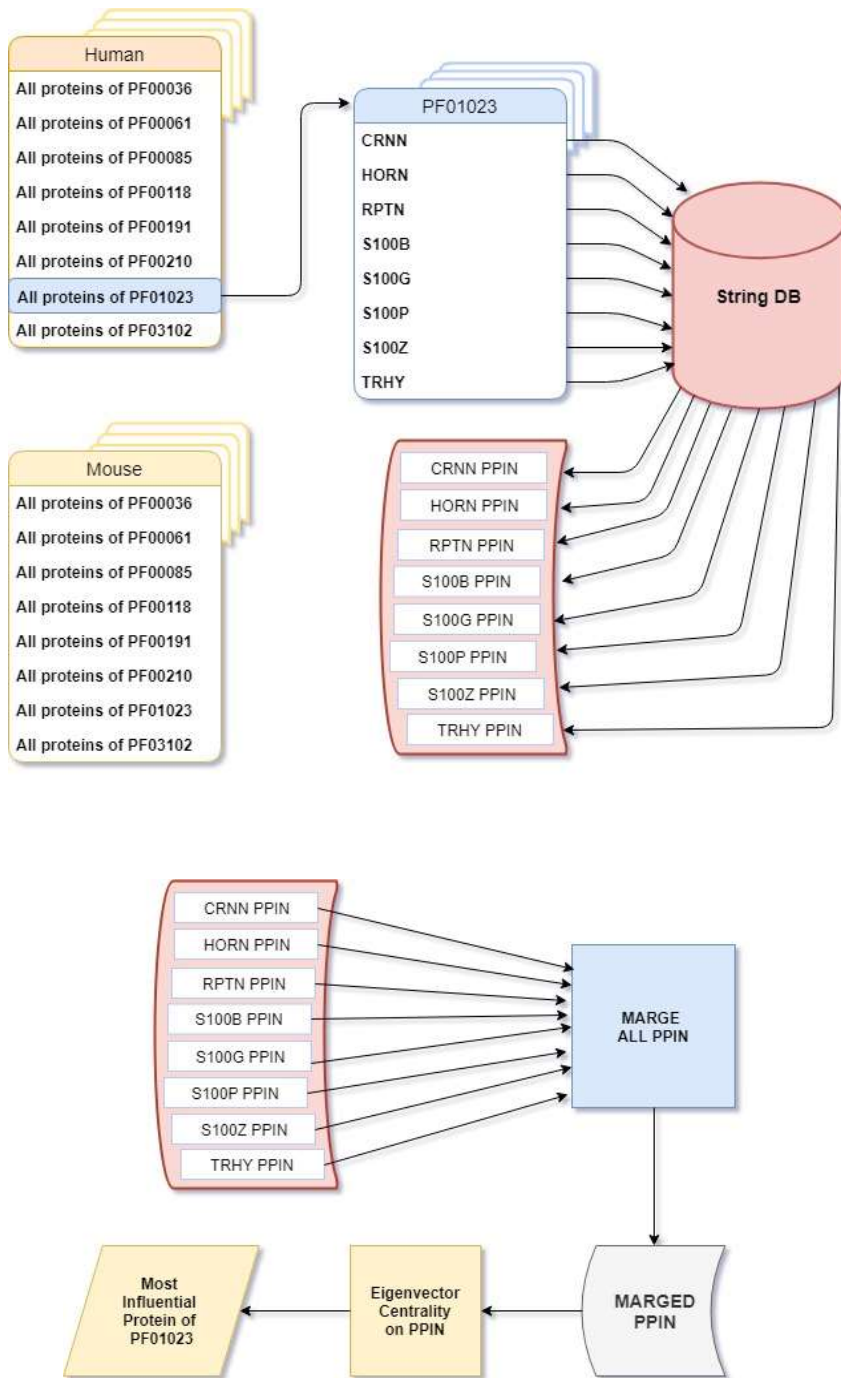 Human
All proteins of PF00036
All proteins of PF00061
All proteins of PF00085
All proteins of PF00118
All proteins of PF00191
All proteins of PF00210
All proteins of PF01023
All proteins of PF03102
PF01023
CRNN
HORN
RPTN
S100B
S100G
S100P
S100Z
TRHY
String DB
Mouse
All proteins of PF00036
All proteins of PF00061
All proteins of PF00085
All proteins of PF00118
All proteins of PF00191
All proteins of PF00210
All proteins of PF01023
All proteins of PF03102
CRNN PPIN
HORN PPIN
RPTN PPIN
S100B PPIN
S100G PPIN
S100P PPIN
S100Z PPIN
TRHY PPIN
CRNN PPIN
HORN PPIN
RPTN PPIN
S100B PPIN
S100G PPIN
S100P PPIN
S100Z PPIN
TRHY PPIN
MARGE
ALL PPIN
Most
Influential
Protein of
PF01023
Eigenvector
Centrality
on PPIN
MARGED
PPIN